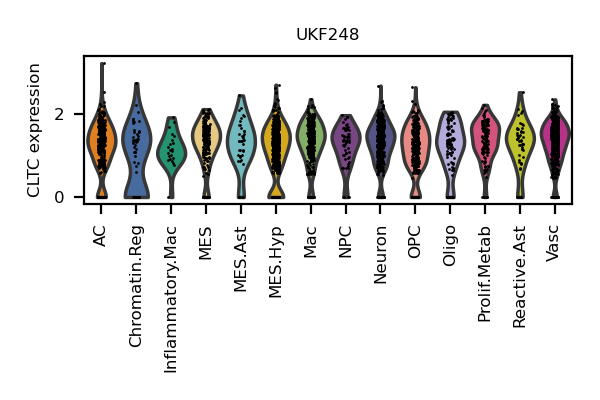 UKF248
CLTC expression
2
0
AC
Chromatin.Reg
Inflammatory.Mac
MES
MES.Ast
MES.Hyp
Mac
NPC
Neuron
OPC
Oligo
Prolif.Metab
Reactive.Ast
Vasc